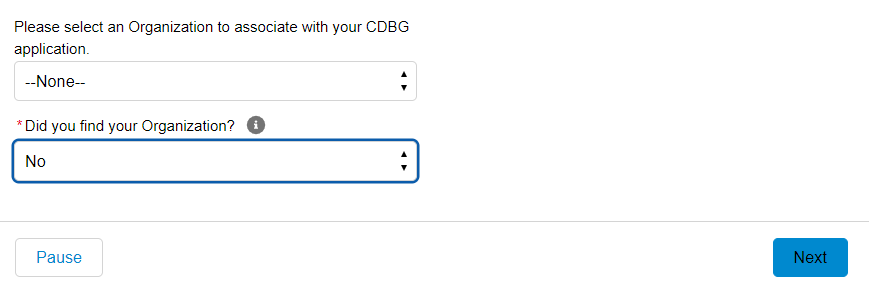 Please select an Organization to associate with your CDBG
application.
--None--
*Did you find your Organization?
No
Pause
Next